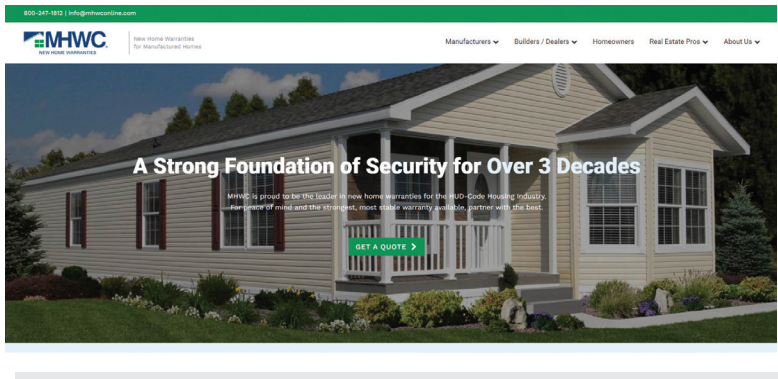 800-247-1812 | info@mhwconline.com
MHWC.
NEW HOME WARRANTIES
New Home Warranties
for Manufactured Homes
Manufacturers
Builders / Dealers
Homeowners
Real Estate Pros
About Us
A Strong Foundation of Security for Over 3 Decades
MHWC is proud to be the leader in new home warranties for the HUD-Code Housing Industry.
For peace of mind and the strongest, most stable warranty available, partner with the best.
GET A QUOTE